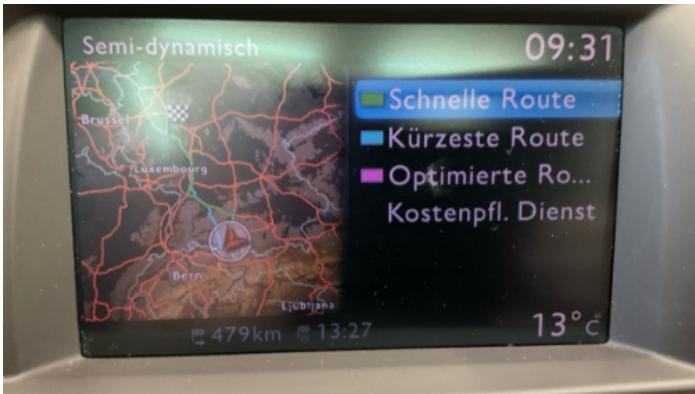 Semi-dynamisch
09:31
Brussel
Luxembourg
Bern
Ljubljana
Schnelle Route
Kürzeste Route
Optimierte Ro...
Kostenpfl. Dienst
479km
13:27
13°C